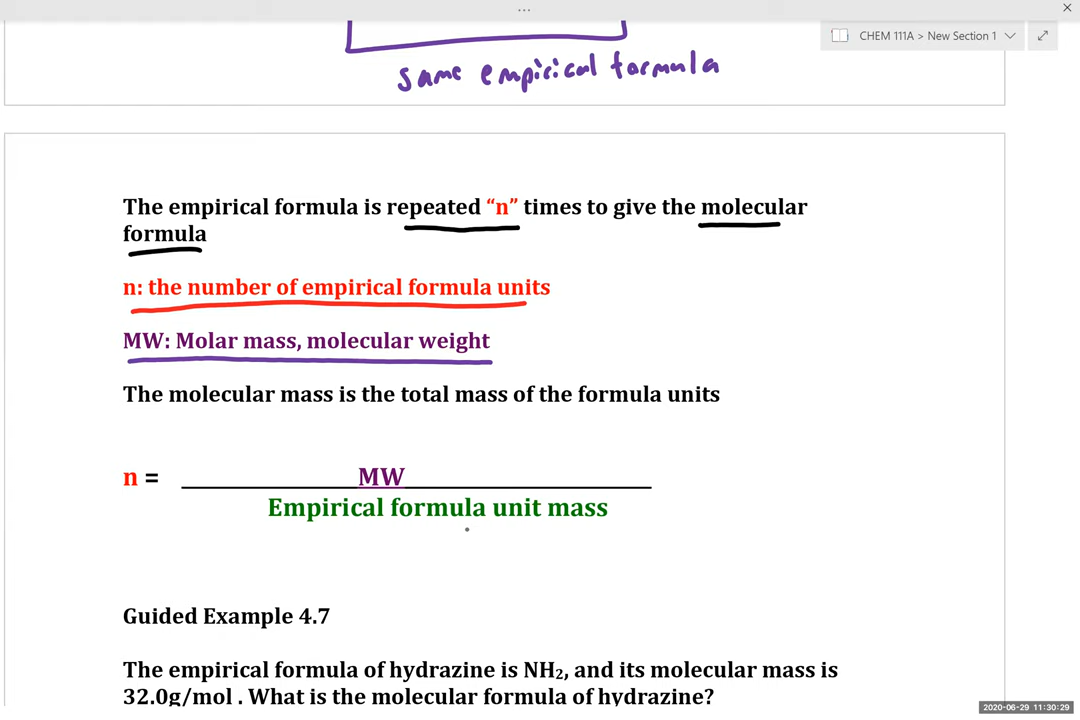 ...
CHEM 111A > New Section 1
same empirical formula
The empirical formula is repeated “n” times to give the molecular
formula
n: the number of empirical formula units
MW: Molar mass, molecular weight
The molecular mass is the total mass of the formula units
n = MW
Empirical formula unit mass
Guided Example 4.7
The empirical formula of hydrazine is NH₂, and its molecular mass is
32.0g/mol . What is the molecular formula of hydrazine?
2020-06-29 11:30:29